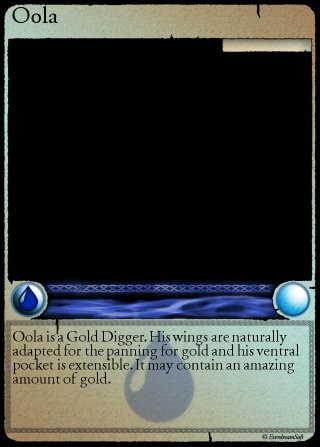 Oola
Oola is a Gold Digger. His wings are naturally
adapted for the panning for gold and his ventral
pocket is extensible. It may contain an amazing
amount of gold.
© EverdreamSoft